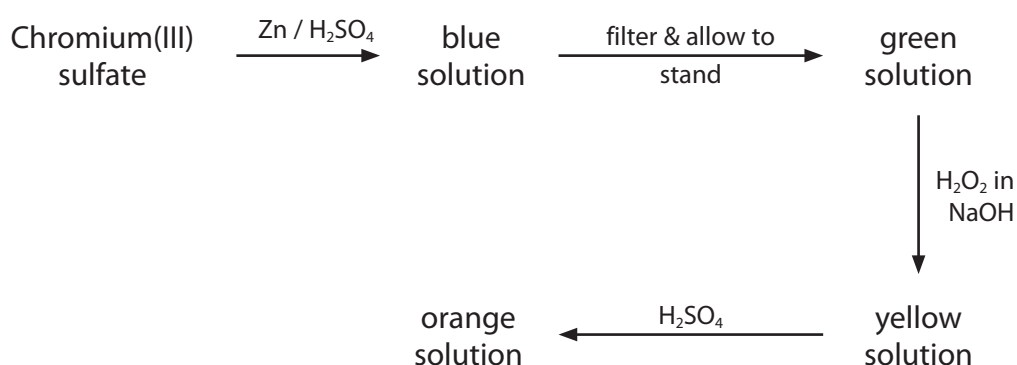 Chromium(III)
sulfate
Zn / H₂SO₄
blue
solution
filter & allow to
stand
green
solution
H₂O₂ in
NaOH
yellow
solution
H₂SO₄
orange
solution